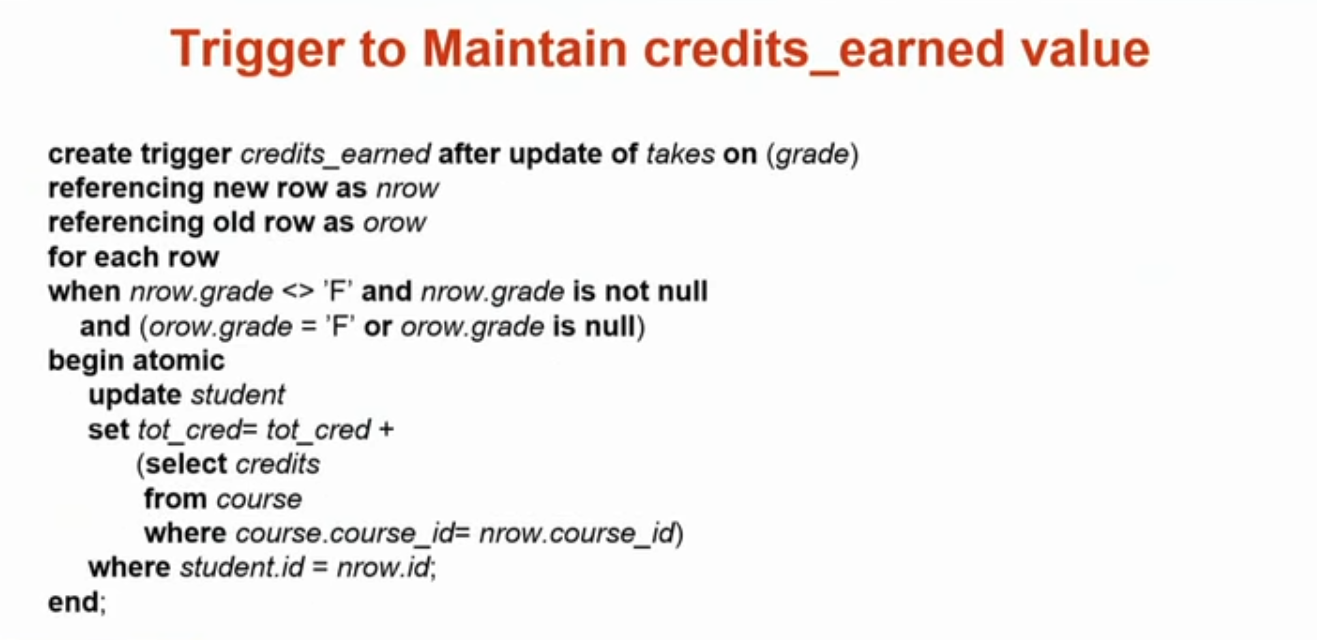 Trigger to Maintain credits_earned value
create trigger credits_earned after update of takes on (grade)
referencing new row as nrow
referencing old row as orow
for each row
when nrow.grade <> 'F' and nrow.grade is not null
and (orow.grade = 'F' or orow.grade is null)
begin atomic
update student
set tot_cred= tot_cred +
(select credits
from course
where course.course_id= nrow.course_id)
where student.id = nrow.id;
end;